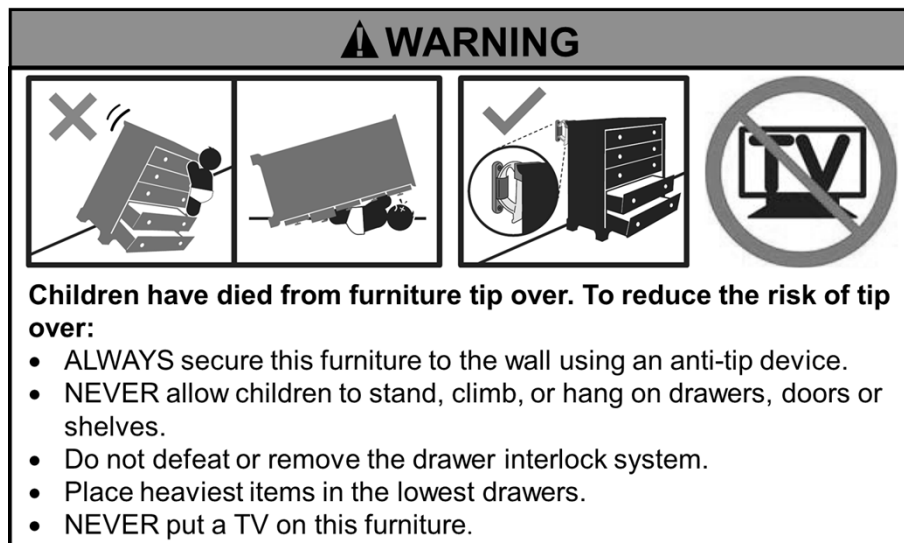 WARNING
TV
Children have died from furniture tip over. To reduce the risk of tip
over:
• ALWAYS secure this furniture to the wall using an anti-tip device.
• NEVER allow children to stand, climb, or hang on drawers, doors or
shelves.
• Do not defeat or remove the drawer interlock system.
• Place heaviest items in the lowest drawers.
• NEVER put a TV on this furniture.